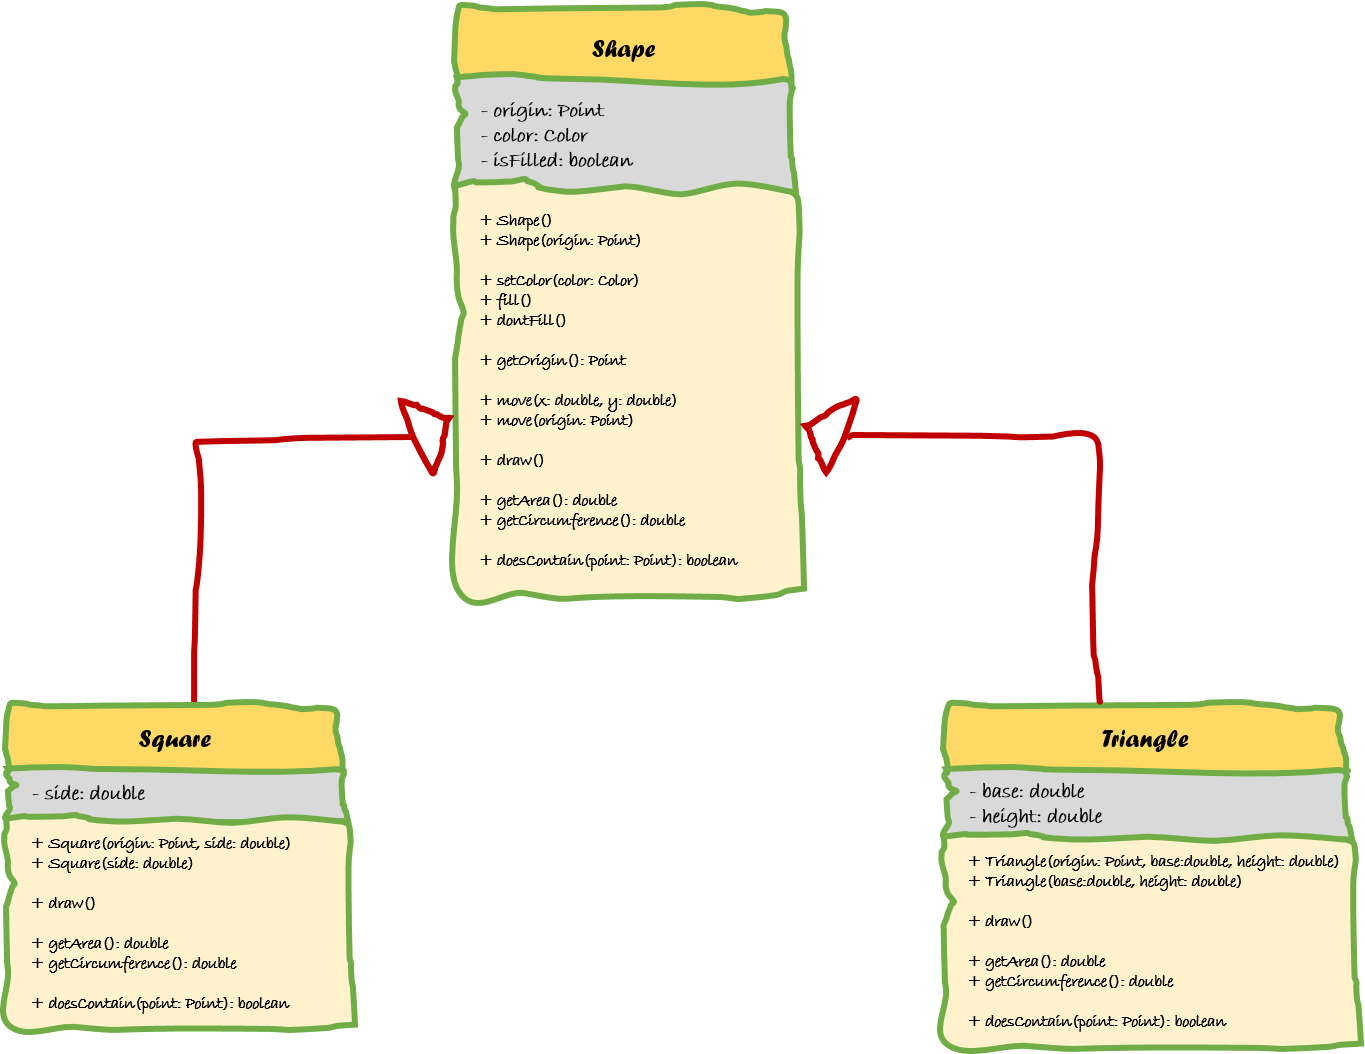 Shape
- origin: Point
- color: Color
- isFilled: boolean
+ Shape()
+ Shape(origin: Point)
+ setColor(color: Color)
+ fill()
+ dontFill()
+ getOrigin(): Point
+ move(x: double, y: double)
+ move(origin: Point)
+ draw()
+ getArea(): double
+ getCircumference(): double
+ doesContain(point: Point): boolean
Square
- side: double
+ Square(origin: Point, side: double)
+ Square(side: double)
+ draw()
+ getArea(): double
+ getCircumference(): double
+ doesContain(point: Point): boolean
Triangle
- base: double
- height: double
+ Triangle(origin: Point, base:double, height: double)
+ Triangle(base:double, height: double)
+ draw()
+ getArea(): double
+ getCircumference(): double
+ doesContain(point: Point): boolean